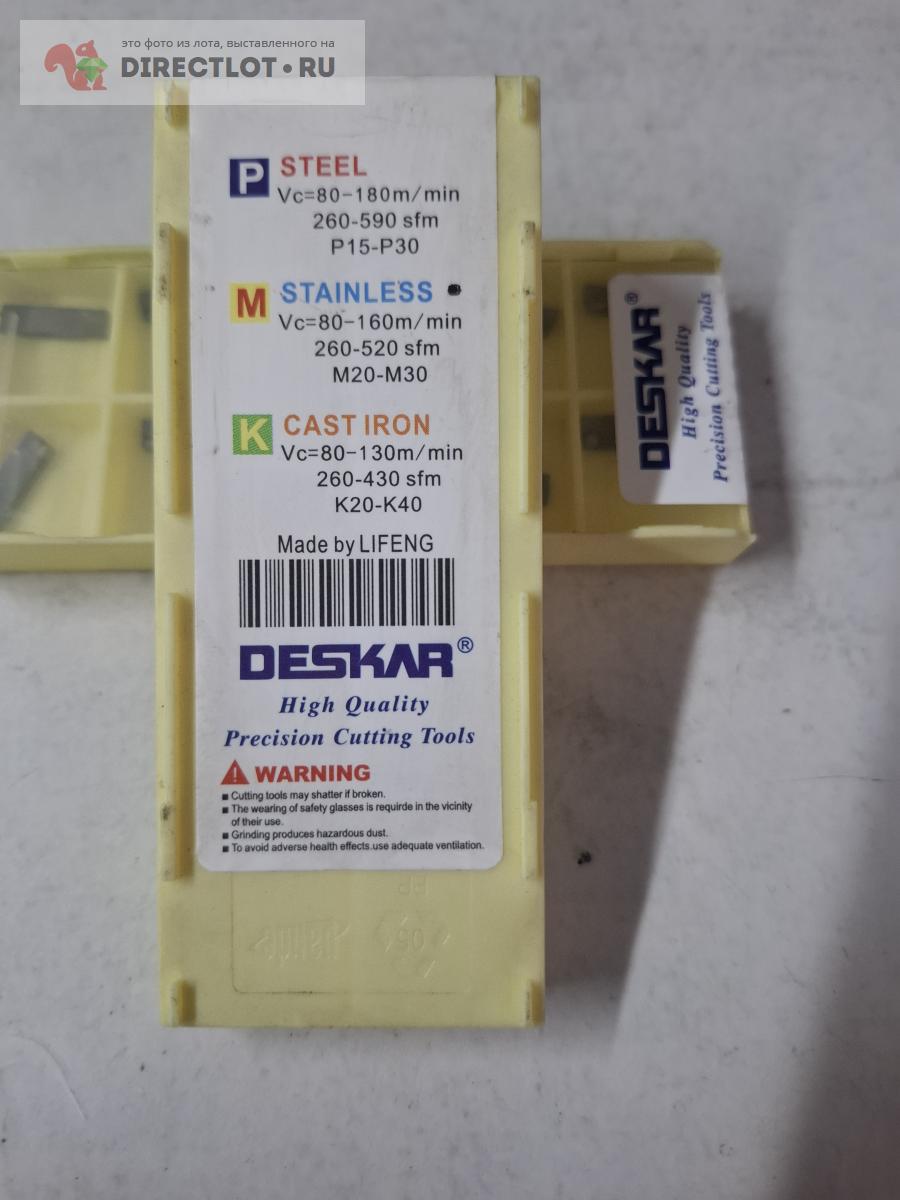 это фото из лота, выставленного на
DIRECTLOT.RU
P STEEL
Vc=80-180m/min
260-590 sfm
P15-P30
M STAINLESS
Vc=80-160m/min
260-520 sfm
M20-M30
K CAST IRON
Vc=80-130m/min
260-430 sfm
K20-K40
Made by LIFENG
DESKAR®
High Quality
Precision Cutting Tools
WARNING
■ Cutting tools may shatter if broken.
■ The wearing of safety glasses is requirde in the vicinity
of their use.
■ Grinding produces hazardous dust.
■ To avoid adverse health effects.use adequate ventilation.
PP
05
DESKAR®
High Quality
Precision Cutting Tools